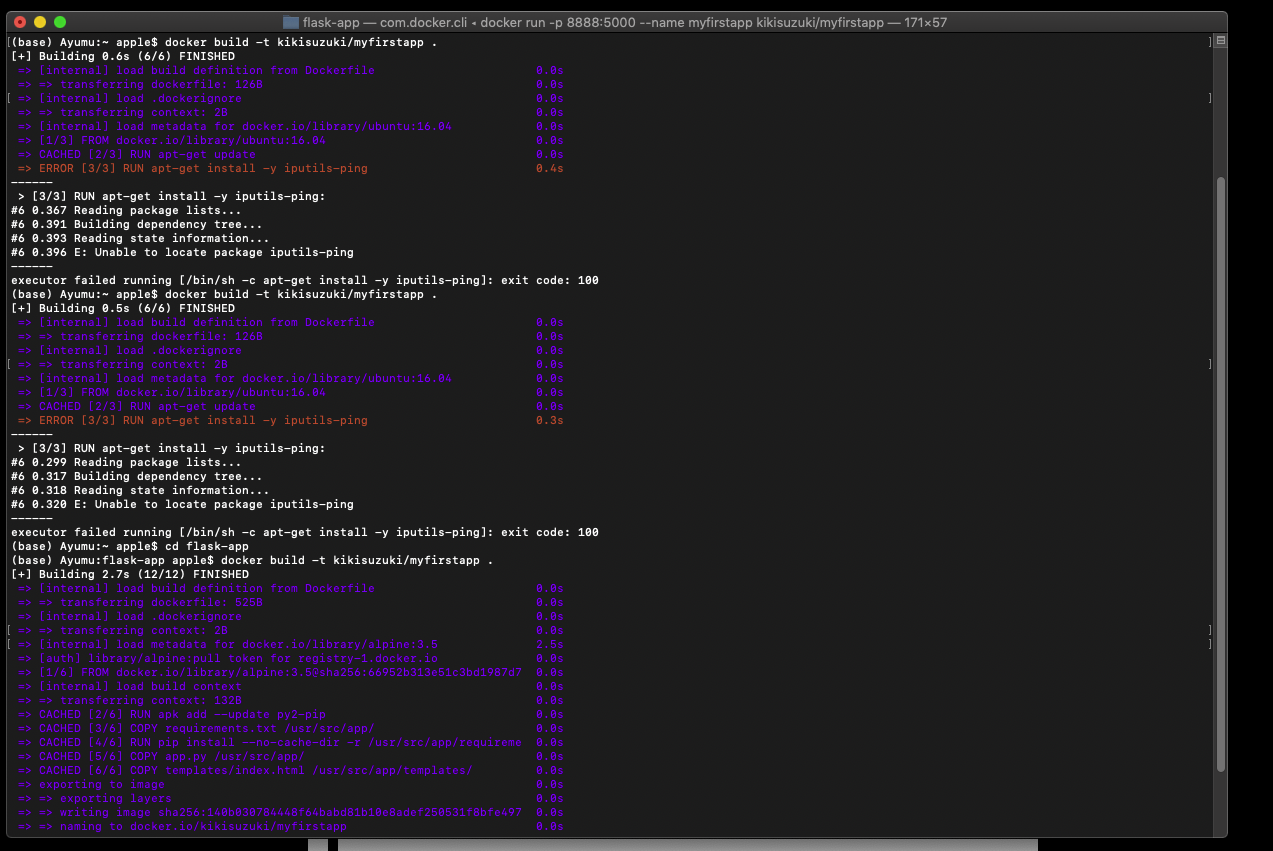 flask-app — com.docker.cli ◂ docker run -p 8888:5000 --name myfirstapp kikisuzuki/myfirstapp — 171×57
[(base) Ayumu:~ apple$ docker build -t kikisuzuki/myfirstapp . ]
[+] Building 0.6s (6/6) FINISHED
=> [internal] load build definition from Dockerfile 0.0s
=> => transferring dockerfile: 126B 0.0s
[ => [internal] load .dockerignore 0.0s ]
=> => transferring context: 2B 0.0s
=> [internal] load metadata for docker.io/library/ubuntu:16.04 0.0s
=> [1/3] FROM docker.io/library/ubuntu:16.04 0.0s
=> CACHED [2/3] RUN apt-get update 0.0s
=> ERROR [3/3] RUN apt-get install -y iputils-ping 0.4s
------
> [3/3] RUN apt-get install -y iputils-ping:
#6 0.367 Reading package lists...
#6 0.391 Building dependency tree...
#6 0.393 Reading state information...
#6 0.396 E: Unable to locate package iputils-ping
------
executor failed running [/bin/sh -c apt-get install -y iputils-ping]: exit code: 100
(base) Ayumu:~ apple$ docker build -t kikisuzuki/myfirstapp .
[+] Building 0.5s (6/6) FINISHED
=> [internal] load build definition from Dockerfile 0.0s
=> => transferring dockerfile: 126B 0.0s
=> [internal] load .dockerignore 0.0s
[ => => transferring context: 2B 0.0s ]
=> [internal] load metadata for docker.io/library/ubuntu:16.04 0.0s
=> [1/3] FROM docker.io/library/ubuntu:16.04 0.0s
=> CACHED [2/3] RUN apt-get update 0.0s
=> ERROR [3/3] RUN apt-get install -y iputils-ping 0.3s
------
> [3/3] RUN apt-get install -y iputils-ping:
#6 0.299 Reading package lists...
#6 0.317 Building dependency tree...
#6 0.318 Reading state information...
#6 0.320 E: Unable to locate package iputils-ping
------
executor failed running [/bin/sh -c apt-get install -y iputils-ping]: exit code: 100
(base) Ayumu:~ apple$ cd flask-app
(base) Ayumu:flask-app apple$ docker build -t kikisuzuki/myfirstapp .
[+] Building 2.7s (12/12) FINISHED
=> [internal] load build definition from Dockerfile 0.0s
=> => transferring dockerfile: 525B 0.0s
=> [internal] load .dockerignore 0.0s
[ => => transferring context: 2B 0.0s ]
[ => [internal] load metadata for docker.io/library/alpine:3.5 2.5s ]
=> [auth] library/alpine:pull token for registry-1.docker.io 0.0s
=> [1/6] FROM docker.io/library/alpine:3.5@sha256:66952b313e51c3bd1987d7 0.0s
=> [internal] load build context 0.0s
=> => transferring context: 132B 0.0s
=> CACHED [2/6] RUN apk add --update py2-pip 0.0s
=> CACHED [3/6] COPY requirements.txt /usr/src/app/ 0.0s
=> CACHED [4/6] RUN pip install --no-cache-dir -r /usr/src/app/requireme 0.0s
=> CACHED [5/6] COPY app.py /usr/src/app/ 0.0s
=> CACHED [6/6] COPY templates/index.html /usr/src/app/templates/ 0.0s
=> exporting to image 0.0s
=> => exporting layers 0.0s
=> => writing image sha256:140b030784448f64babd81b10e8adef250531f8bfe497 0.0s
=> => naming to docker.io/kikisuzuki/myfirstapp 0.0s